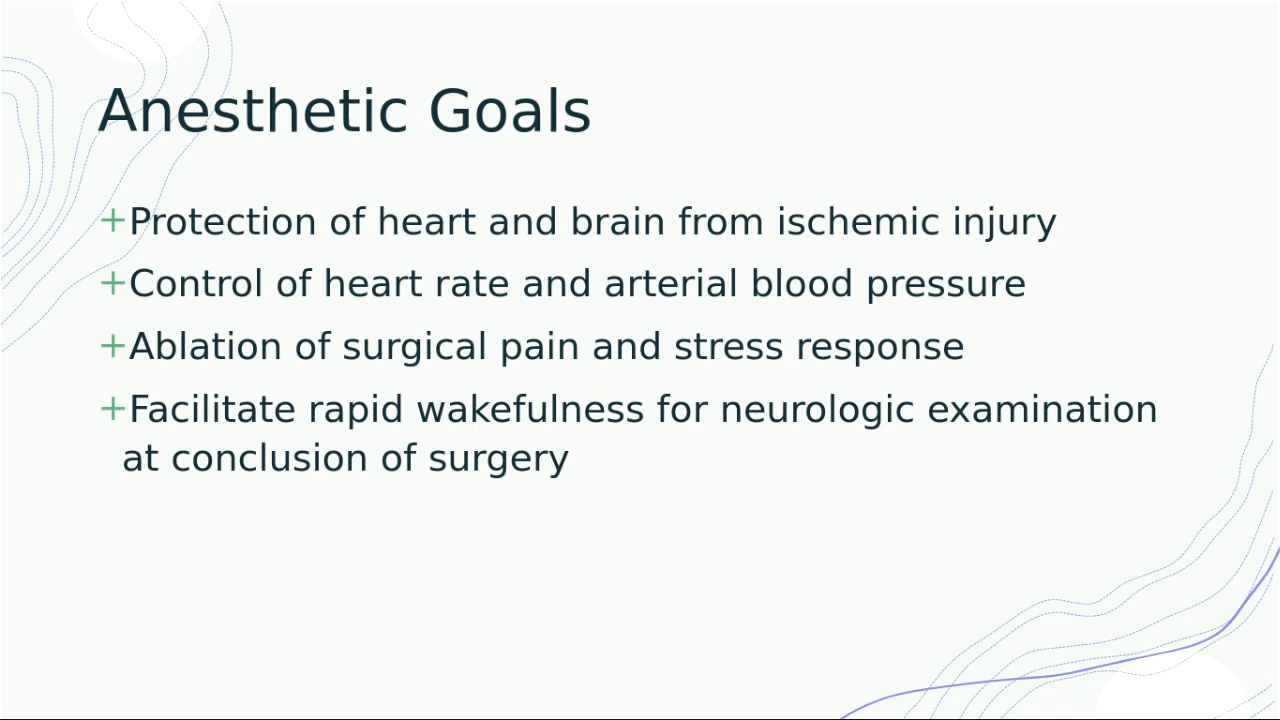 Anesthetic Goals
+Protection of heart and brain from ischemic injury
+Control of heart rate and arterial blood pressure
+Ablation of surgical pain and stress response
+Facilitate rapid wakefulness for neurologic examination
at conclusion of surgery